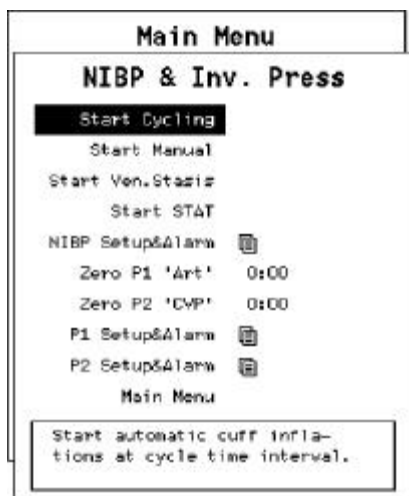 Main Menu
NIBP & Inv. Press
Start Cycling
Start Manual
Start Ven.Stasis
Start STAT
NIBP Setup&Alarm
Zero P1 'Art' 0:00
Zero P2 'CVP' 0:00
P1 Setup&Alarm
P2 Setup&Alarm
Main Menu
Start automatic cuff infla-
tions at cycle time interval.